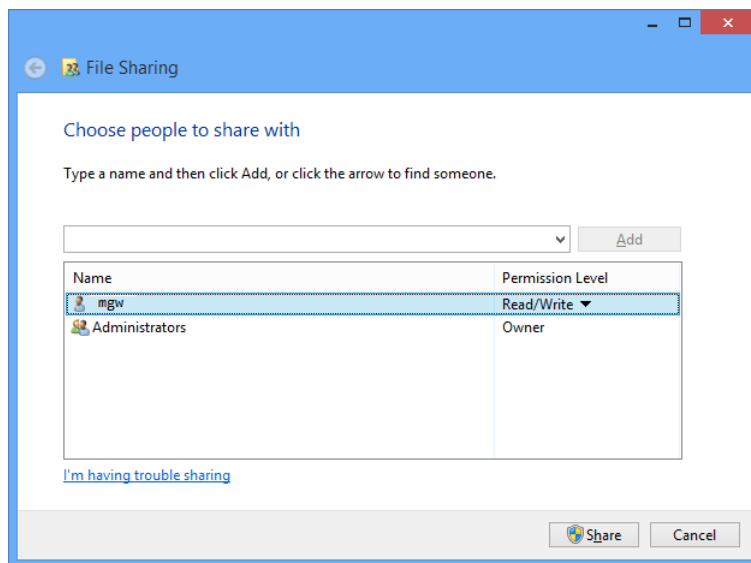 File Sharing
Choose people to share with
Type a name and then click Add, or click the arrow to find someone.
Add
Name Permission Level
mgw Read/Write
Administrators Owner
I'm having trouble sharing
Share Cancel